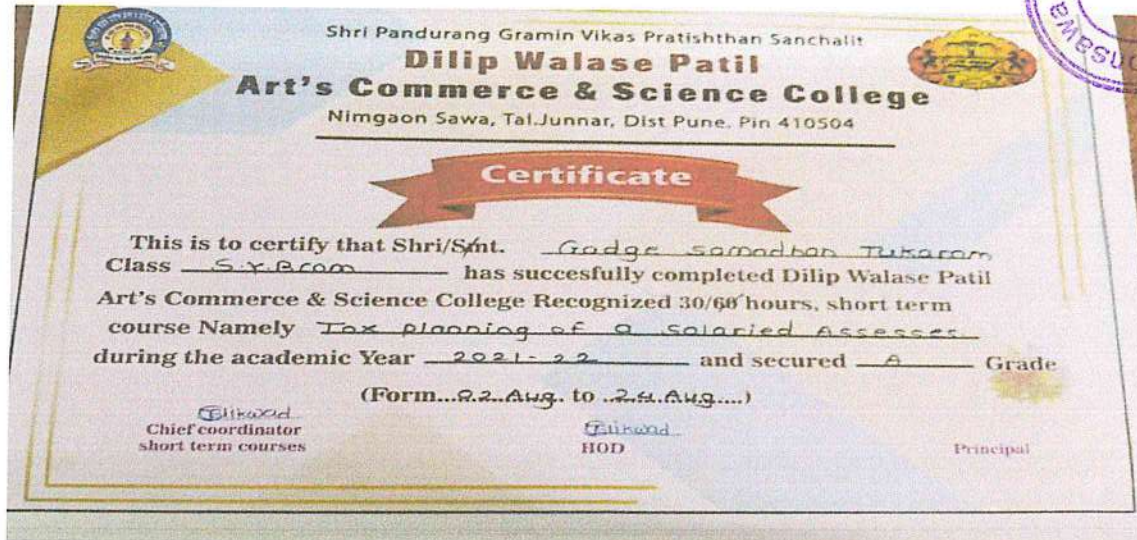 Shri Pandurang Gramin Vikas Pratishthan Sanchalit
Dilip Walase Patil
Art's Commerce & Science College
Nimgaon Sawa, Tal.Junnar, Dist Pune. Pin 410504
Certificate
This is to certify that Shri/Smt. Gadge Samadhan Tukaram
Class S.Y.Bcom has succesfully completed Dilip Walase Patil
Art's Commerce & Science College Recognized 30/60 hours, short term
course Namely Tax planning of a Salaried Assesses
during the academic Year 2021-22 and secured A Grade
(Form...02.Aug. to .24.Aug....)
Chief coordinator
short term courses
HOD
Principal